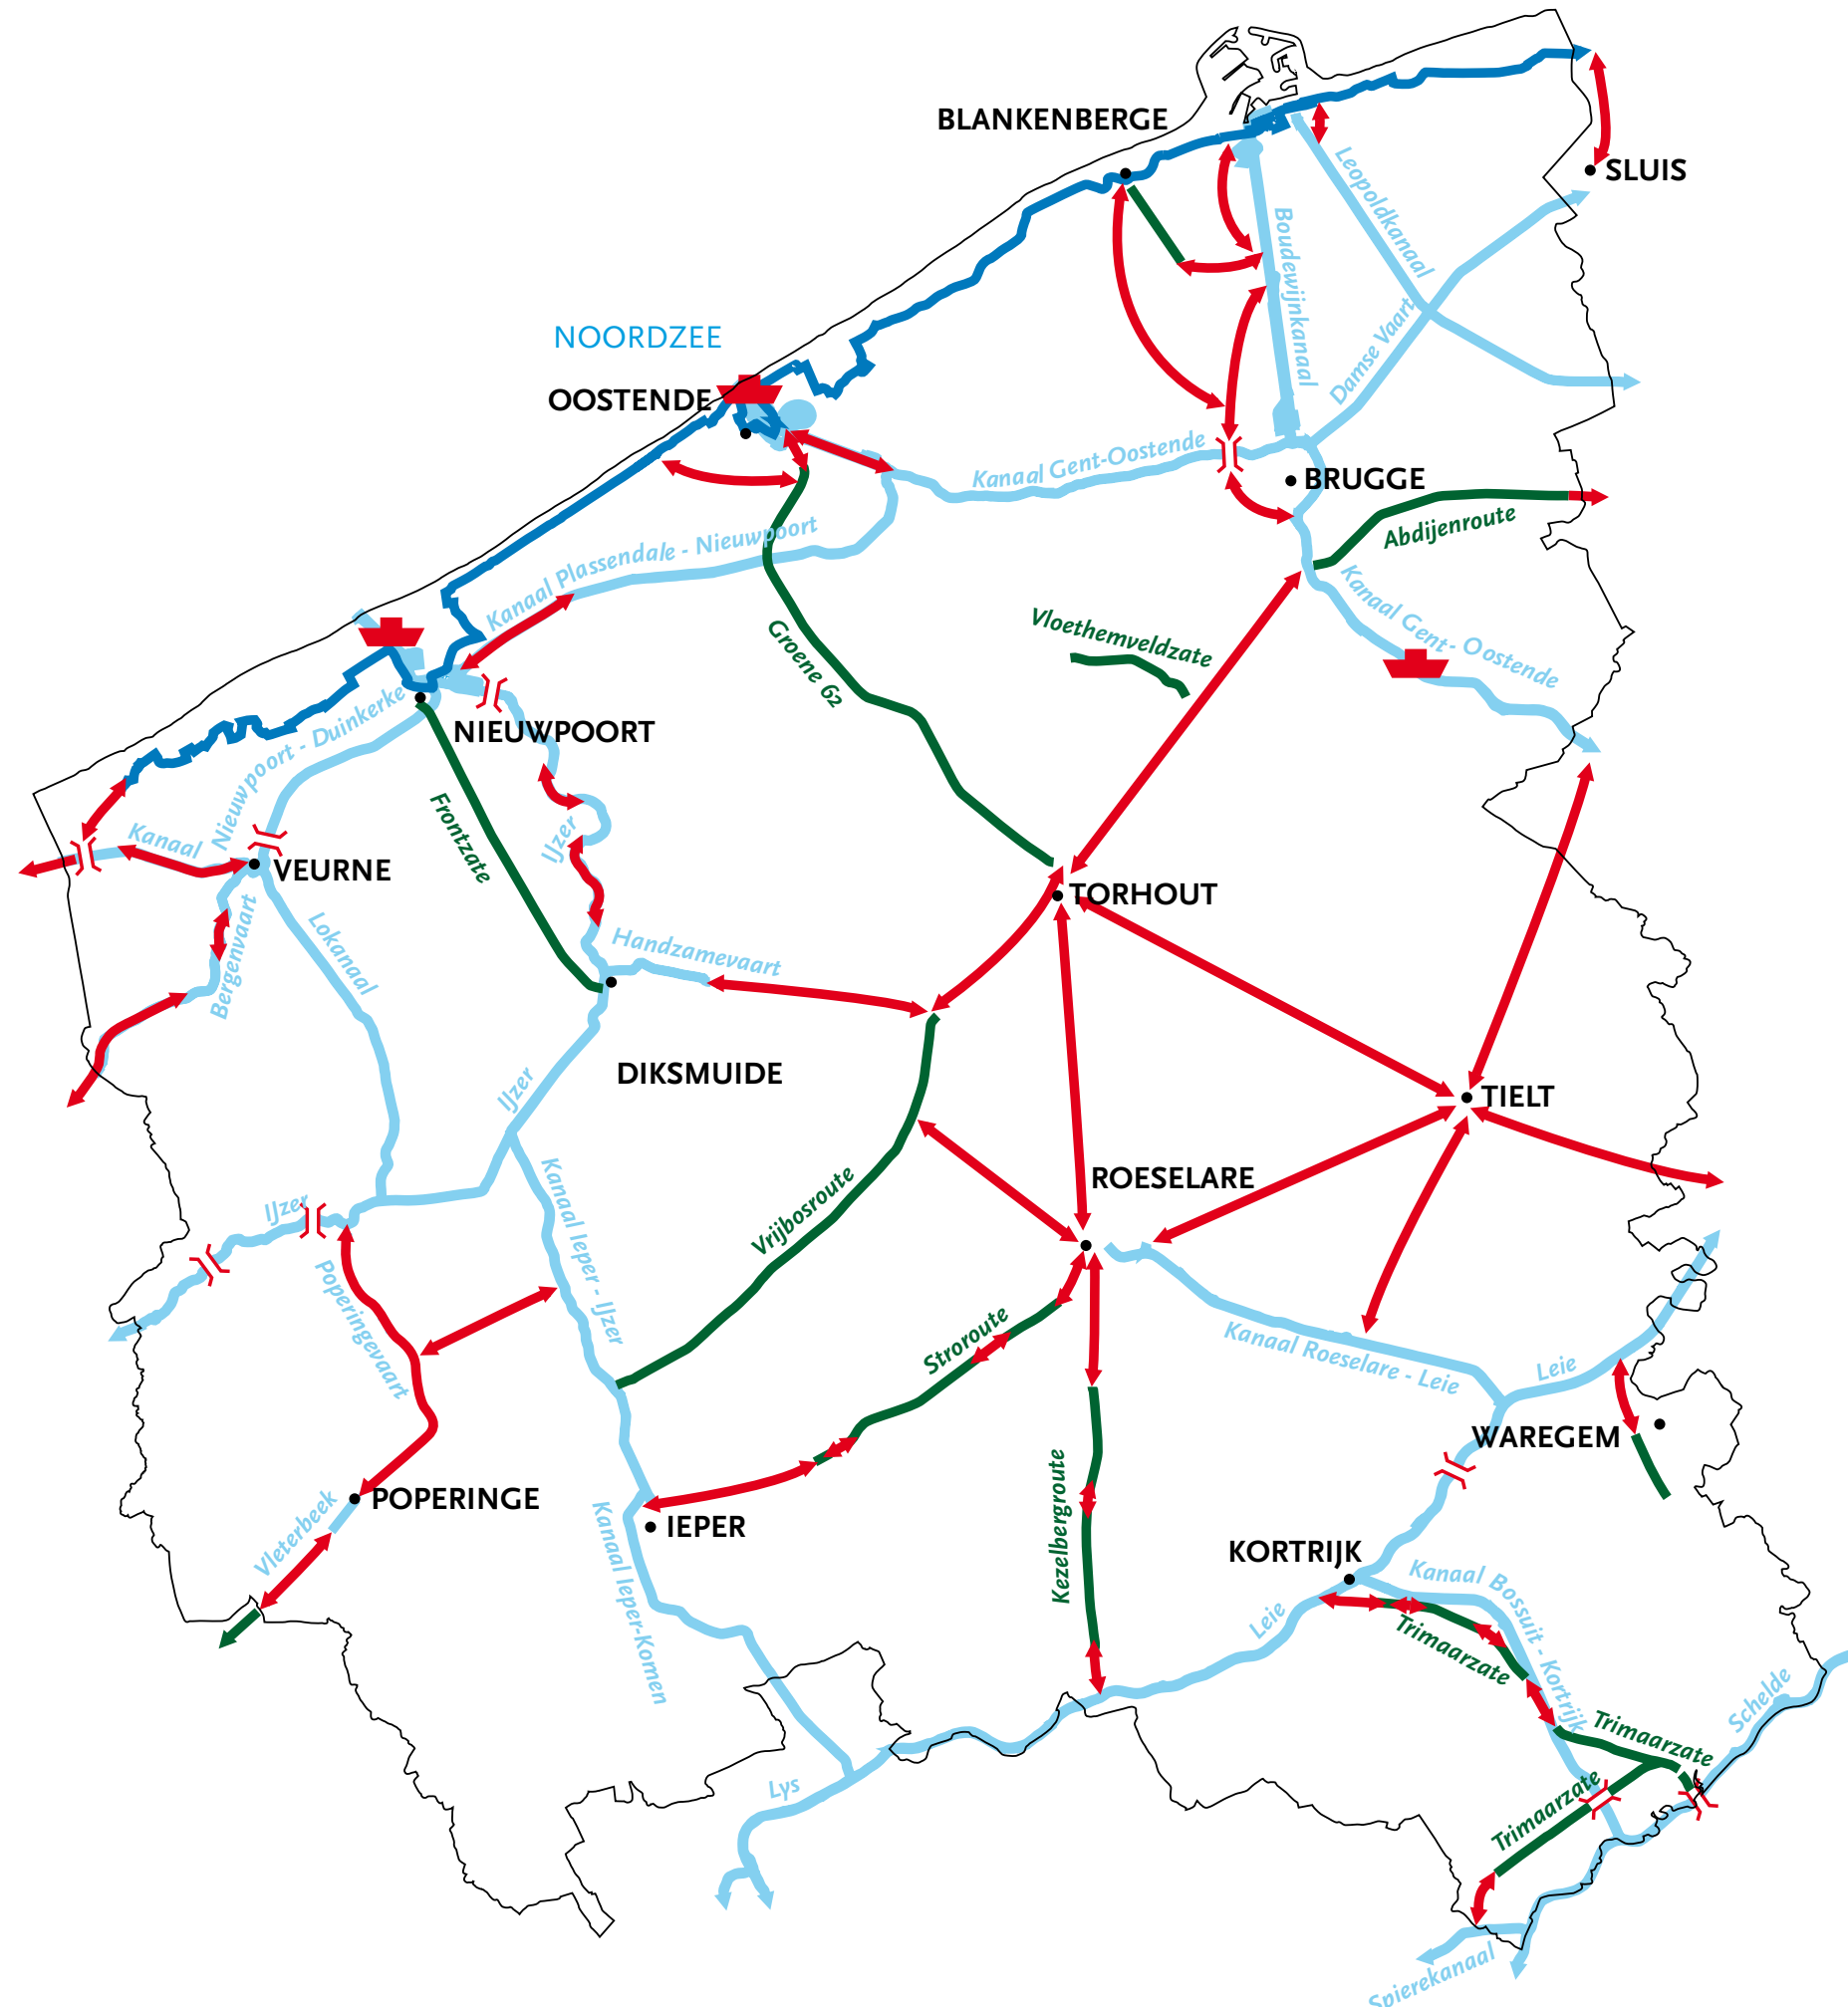 BLANKENBERGE
Leopoldkanaal
SLUIS
Boudewijnkanaal
NOORDZEE
Damse Vaart
OOSTENDE
Kanaal Gent-Oostende
BRUGGE
Abdijenroute
Kanaal Plassendale - Nieuwpoort
Kanaal Gent- Oostende
Groene 62
Vloethemveldzate
Nieuwpoort - Duinkerke
NIEUWPOORT
Frontzate
IJzer
Kanaal
VEURNE
TORHOUT
Bergenvaart
Lokanaal
Handzamevaart
DIKSMUIDE
IJzer
TIELT
Kanaal Ieper - IJzer
Vrijbosroute
ROESELARE
IJzer
Poperingevaart
Stroroute
Kanaal Roeselare - Leie
Leie
WAREGEM
Kezelbergroute
POPERINGE
Vleterbeek
IEPER
Kanaal Ieper-Komen
KORTRIJK
Kanaal Bossuit - Kortrijk
Leie
Trimaarzate
Schelde
Trimaarzate
Trimaarzate
Lys
Spierekanaal